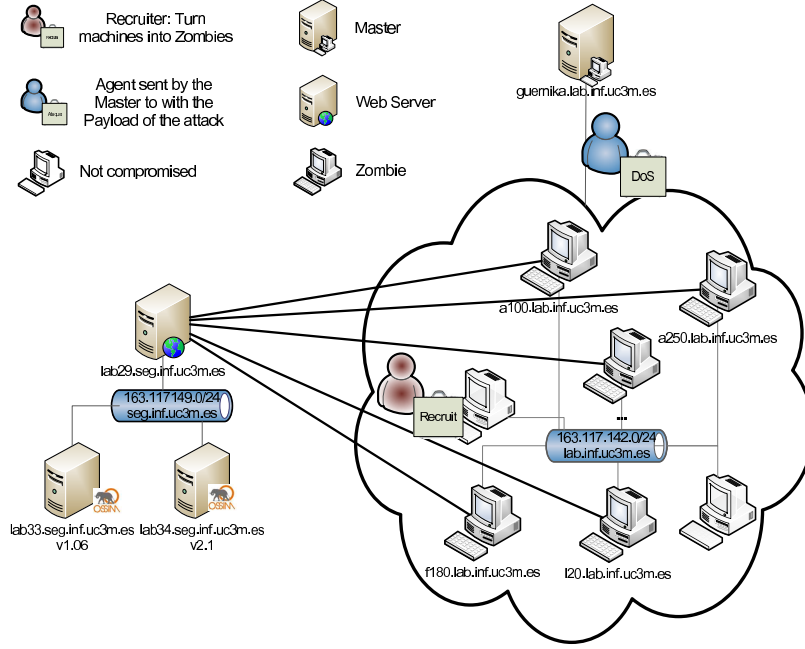 Recruiter: Turn
machines into Zombies
Master
Agent sent by the
Master to with the
Payload of the attack
Web Server
Not compromised
Zombie
guernika.lab.inf.uc3m.es
DoS
a100.lab.inf.uc3m.es
a250.lab.inf.uc3m.es
lab29.seg.inf.uc3m.es
163.117149.0/24
seg.inf.uc3m.es
Recruit
...
163.117.142.0/24
lab.inf.uc3m.es
OSSIM
OSSIM
lab33.seg.inf.uc3m.es
v1.06
lab34.seg.inf.uc3m.es
v2.1
f180.lab.inf.uc3m.es
l20.lab.inf.uc3m.es